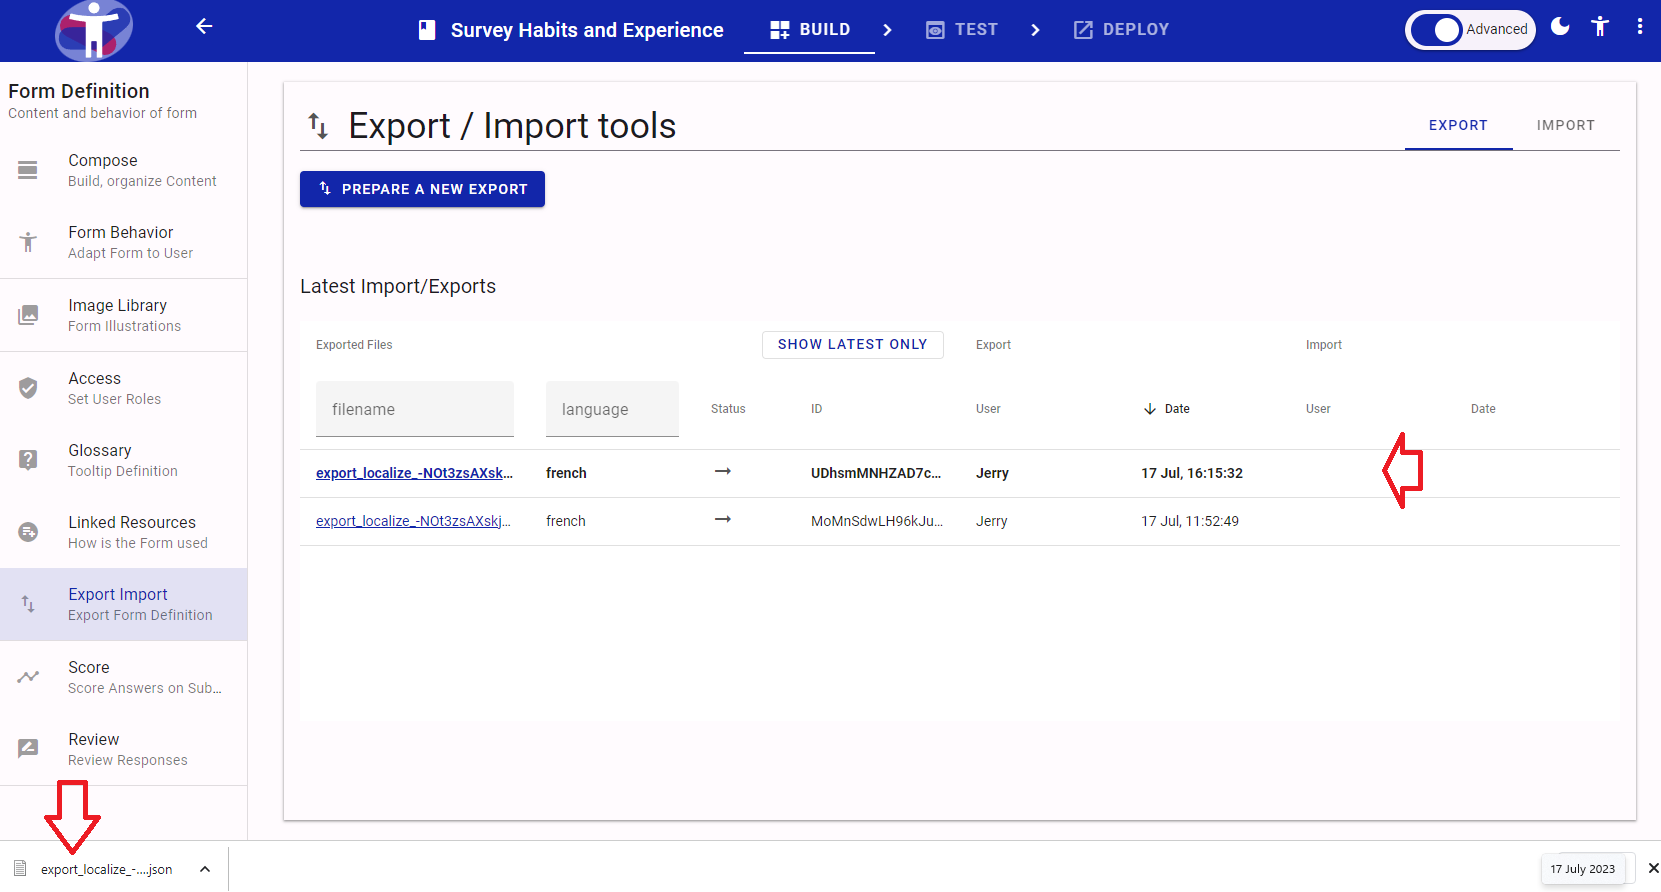 Survey Habits and Experience
BUILD
TEST
DEPLOY
Advanced
Form Definition
Content and behavior of form
Compose
Build, organize Content
Form Behavior
Adapt Form to User
Image Library
Form Illustrations
Access
Set User Roles
Glossary
Tooltip Definition
Linked Resources
How is the Form used
Export Import
Export Form Definition
Score
Score Answers on Sub...
Review
Review Responses
Export / Import tools
EXPORT
IMPORT
PREPARE A NEW EXPORT
Latest Import/Exports
Exported Files
SHOW LATEST ONLY
Export
Import
filename
language
Status
ID
User
Date
User
Date
export_localize_-NOt3zsAXsk...
french
UDhsmMNHZAD7c...
Jerry
17 Jul, 16:15:32
export_localize_-NOt3zsAXskj...
french
MoMnSdwLH96kJu...
Jerry
17 Jul, 11:52:49
export_localize_-....json
17 July 2023